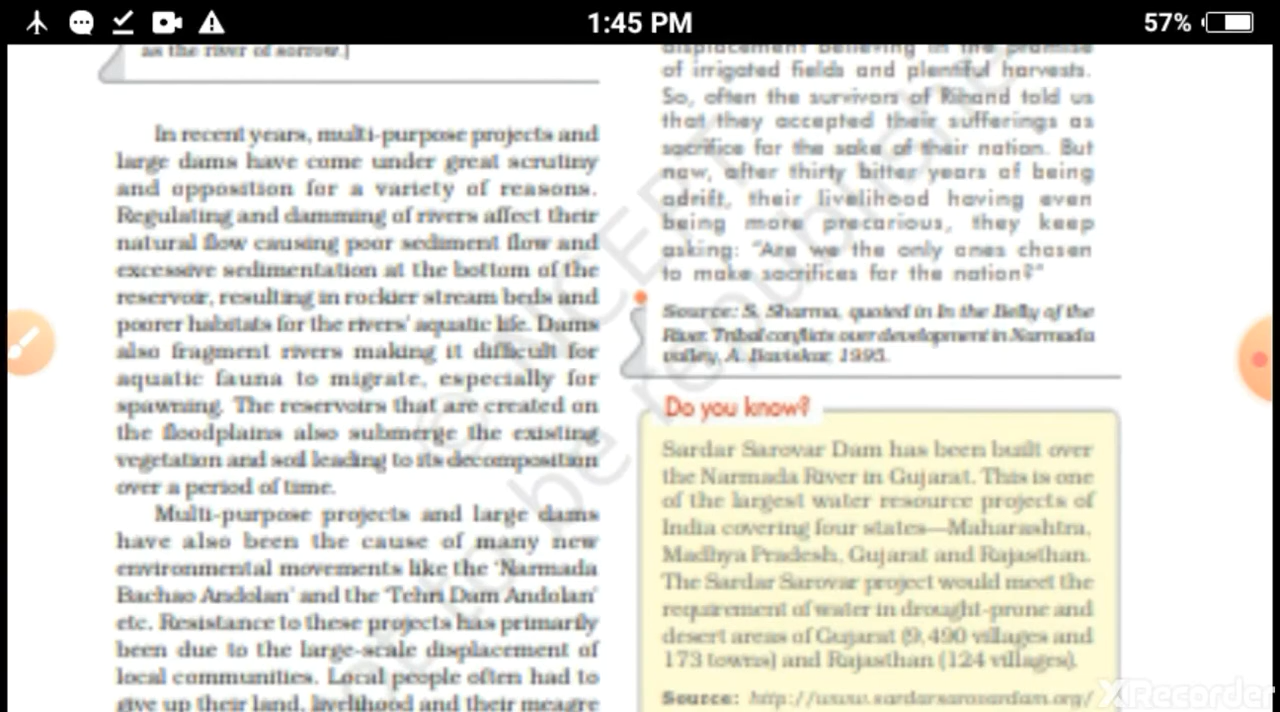 1:45 PM
57%
as the river of sorrow.]
In recent years, multi-purpose projects and
large dams have come under great scrutiny
and opposition for a variety of reasons.
Regulating and damming of rivers affect their
natural flow causing poor sediment flow and
excessive sedimentation at the bottom of the
reservoir, resulting in rockier stream beds and
poorer habitats for the rivers' aquatic life. Dams
also fragment rivers making it difficult for
aquatic fauna to migrate, especially for
spawning. The reservoirs that are created on
the floodplains also submerge the existing
vegetation and soil leading to its decomposition
over a period of time.
Multi-purpose projects and large dams
have also been the cause of many new
environmental movements like the 'Narmada
Bachao Andolan' and the 'Tehri Dam Andolan'
etc. Resistance to these projects has primarily
been due to the large-scale displacement of
local communities. Local people often had to
give up their land, livelihood and their meagre
displacement believing in the promise
of irrigated fields and plentiful harvests.
So, often the survivors of Rihand told us
that they accepted their sufferings as
sacrifice for the sake of their nation. But
now, after thirty bitter years of being
adrift, their livelihood having even
being more precarious, they keep
asking: "Are we the only ones chosen
to make sacrifices for the nation?"
Source: S. Sharma, quoted in In the Belly of the
River. Tribal conflicts over development in Narmada
valley, A. Baviskar, 1995.
Do you know?
Sardar Sarovar Dam has been built over
the Narmada River in Gujarat. This is one
of the largest water resource projects of
India covering four states—Maharashtra,
Madhya Pradesh, Gujarat and Rajasthan.
The Sardar Sarovar project would meet the
requirement of water in drought-prone and
desert areas of Gujarat (9,490 villages and
173 towns) and Rajasthan (124 villages).
Source: http://www.sardarsarovardam.org/
© NCERT
not to be republished
XRecorder